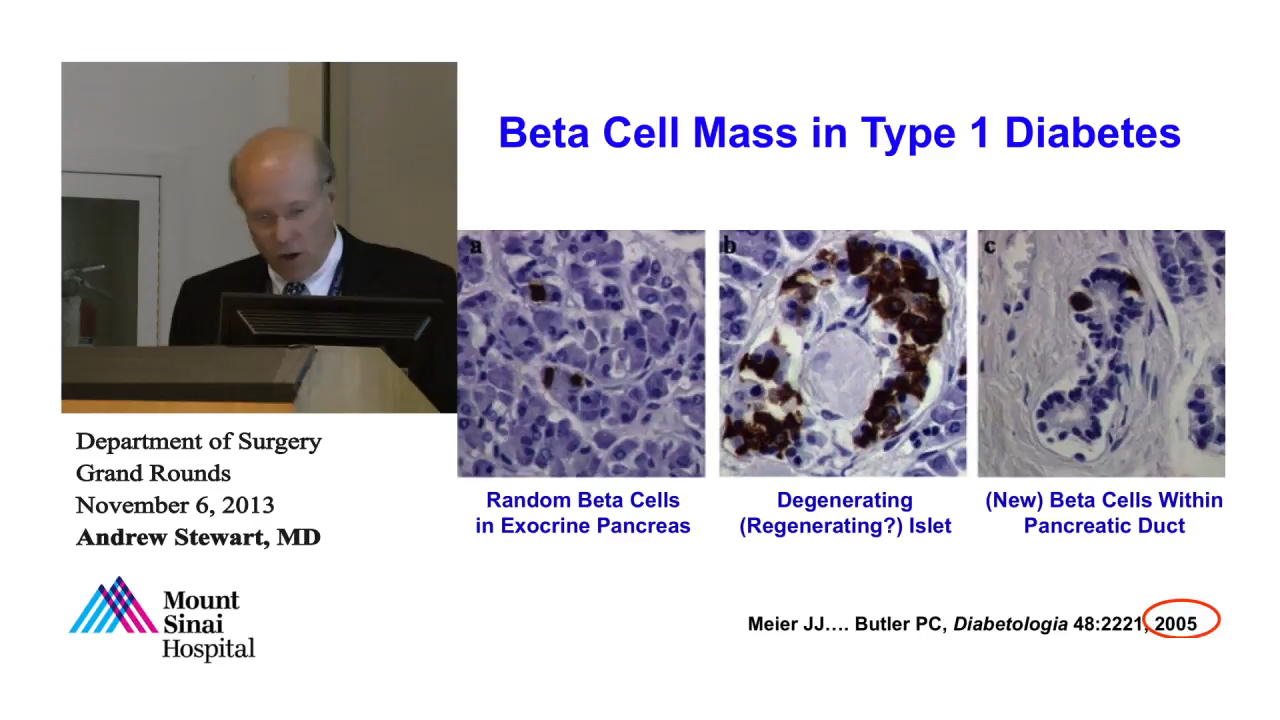 Beta Cell Mass in Type 1 Diabetes
a
b
c
Random Beta Cells
in Exocrine Pancreas
Degenerating
(Regenerating?) Islet
(New) Beta Cells Within
Pancreatic Duct
Department of Surgery
Grand Rounds
November 6, 2013
Andrew Stewart, MD
Mount
Sinai
Hospital
Meier JJ…. Butler PC, Diabetologia 48:2221, 2005